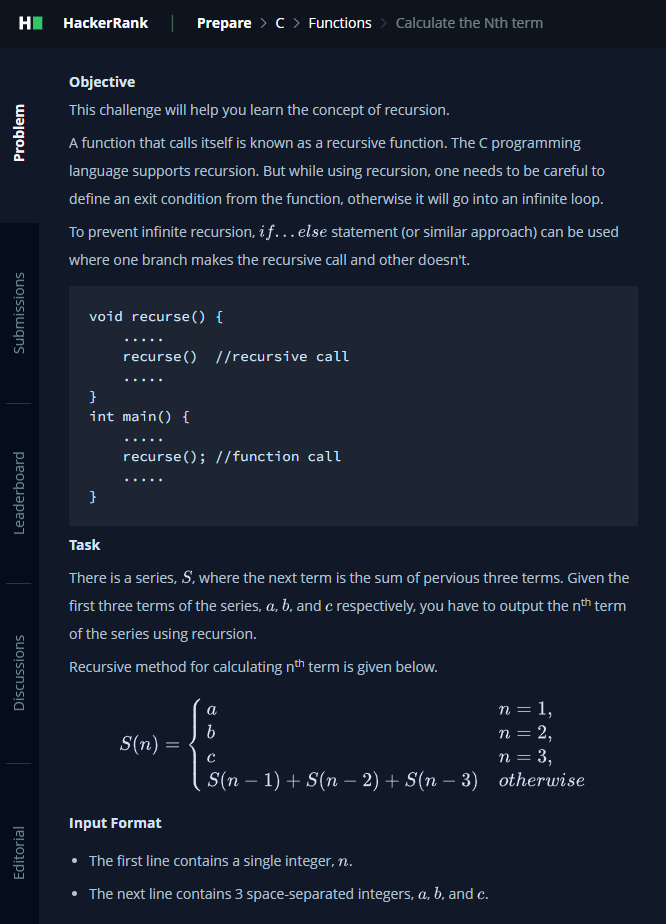 HackerRank | Prepare > C > Functions > Calculate the Nth term
Problem
Submissions
Leaderboard
Discussions
Editorial
Objective
This challenge will help you learn the concept of recursion.
A function that calls itself is known as a recursive function. The C programming
language supports recursion. But while using recursion, one needs to be careful to
define an exit condition from the function, otherwise it will go into an infinite loop.
To prevent infinite recursion, if...else statement (or similar approach) can be used
where one branch makes the recursive call and other doesn't.
void recurse() {
.....
recurse()  //recursive call
.....
}
int main() {
.....
recurse(); //function call
.....
}
Task
There is a series, S, where the next term is the sum of pervious three terms. Given the
first three terms of the series, a, b, and c respectively, you have to output the nth term
of the series using recursion.
Recursive method for calculating nth term is given below.
S(n) = {
a n = 1,
b n = 2,
c n = 3,
S(n − 1) + S(n − 2) + S(n − 3) otherwise
Input Format
• The first line contains a single integer, n.
• The next line contains 3 space-separated integers, a, b, and c.